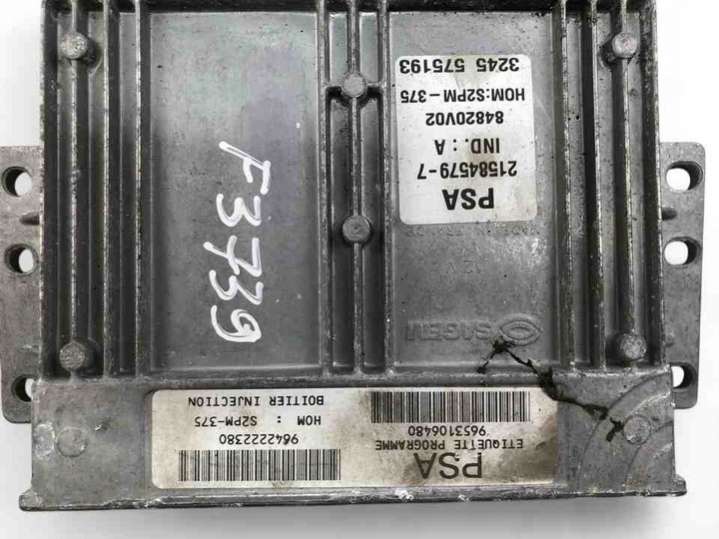 PSA
ETIQUETTE PROGRAMME
9653106480
9642222380
HOM : S2PM-375
BOITIER INJECTION
SAGEM
PSA
21584579-7
IND.: A
84820V02
HOM:S2PM-375
3245 575193
F3739